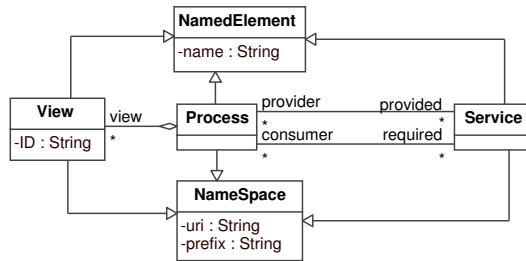 NamedElement
-name : String
View
-ID : String
view
*
Process
provider
*
provided
*
consumer
*
required
*
Service
NameSpace
-uri : String
-prefix : String